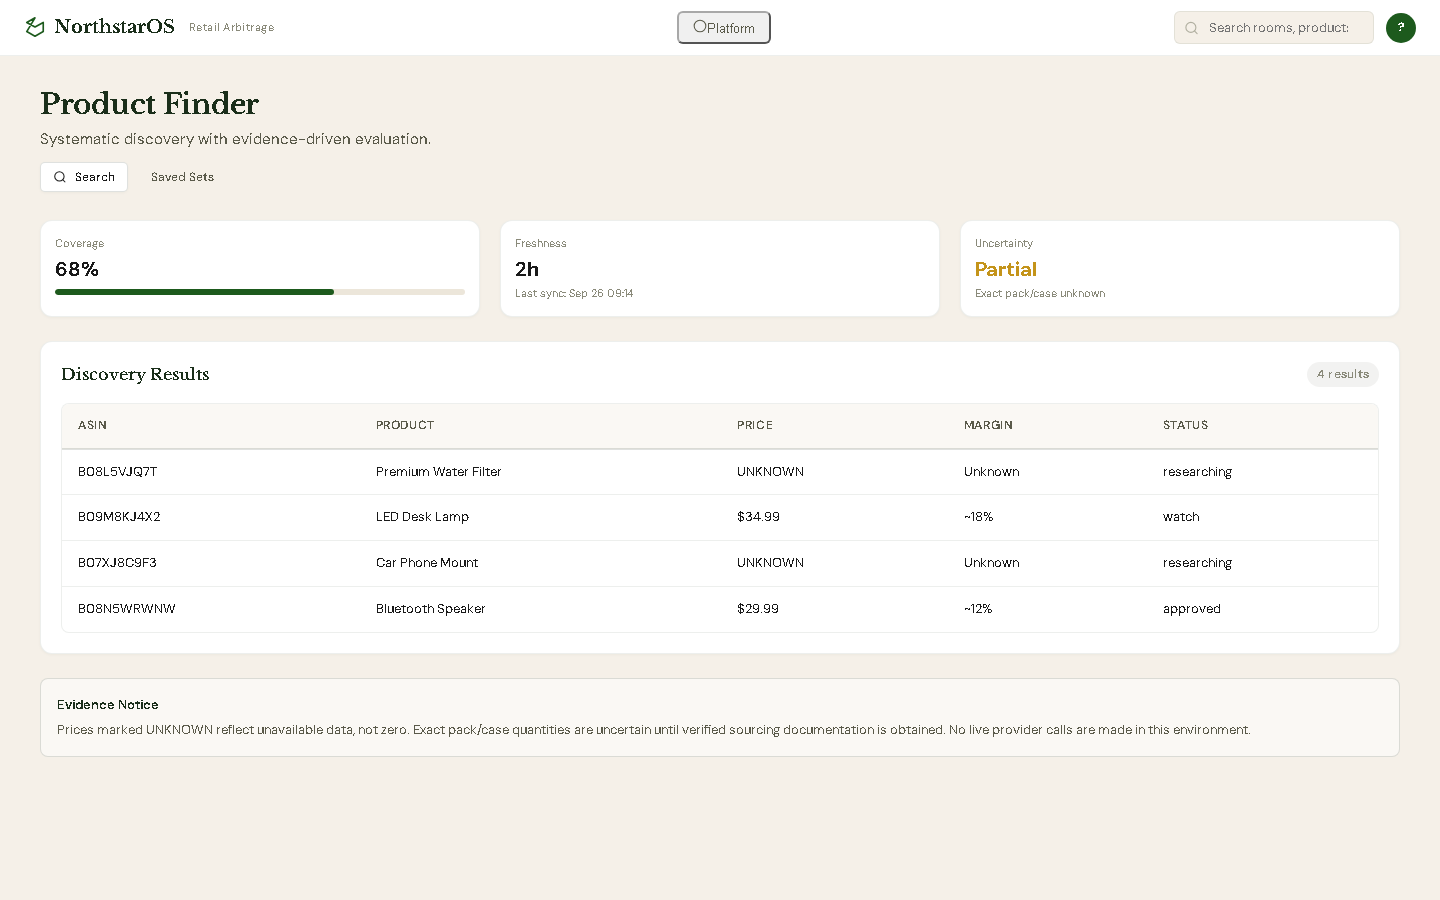 NorthstarOS Retail Arbitrage Platform Search rooms, product: ?
Product Finder
Systematic discovery with evidence-driven evaluation.
Search Saved Sets
Coverage
68%
Freshness
2h
Last sync: Sep 26 09:14
Uncertainty
Partial
Exact pack/case unknown
Discovery Results 4 results
ASIN PRODUCT PRICE MARGIN STATUS
B08L5VJQ7T Premium Water Filter UNKNOWN Unknown researching
B09M8KJ4X2 LED Desk Lamp $34.99 ~18% watch
B07XJ8C9F3 Car Phone Mount UNKNOWN Unknown researching
B08N5WRWNW Bluetooth Speaker $29.99 ~12% approved
Evidence Notice
Prices marked UNKNOWN reflect unavailable data, not zero. Exact pack/case quantities are uncertain until verified sourcing documentation is obtained. No live provider calls are made in this environment.